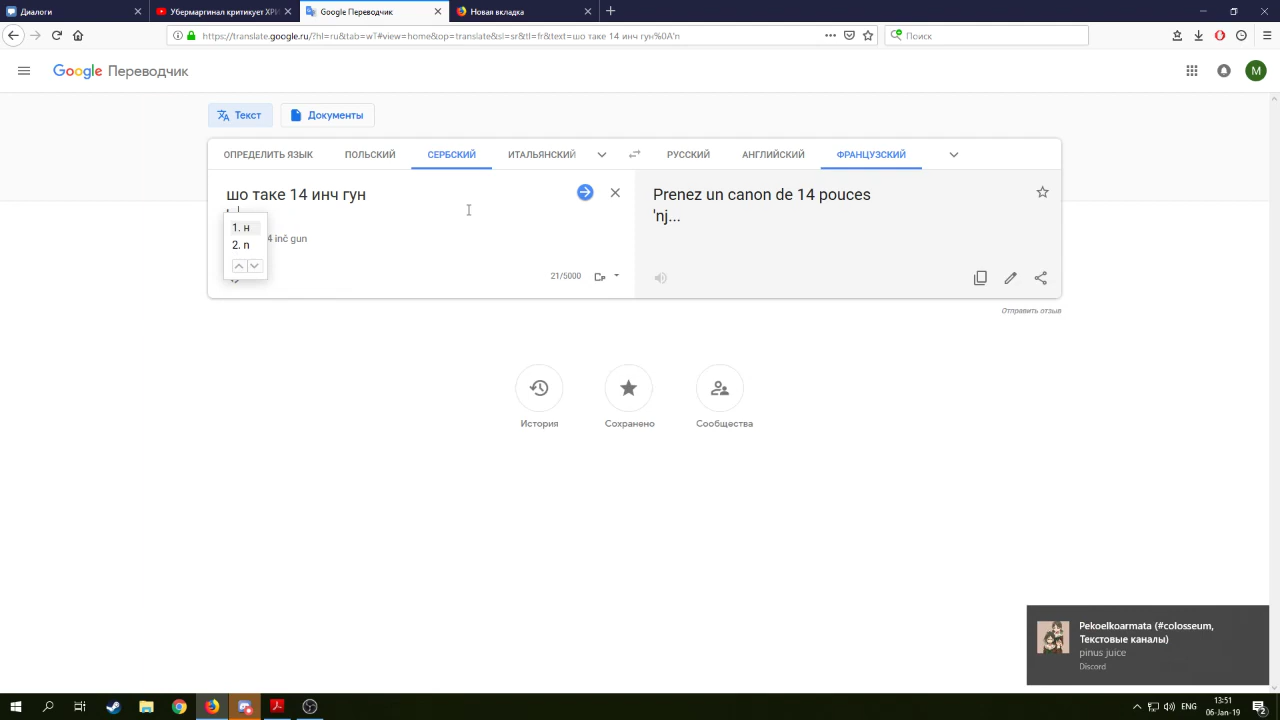 Диалоги
Убермаргинал критикует ХРИ
Google Переводчик
Новая вкладка
https://translate.google.ru/?hl=ru&tab=wT#view=home&op=translate&sl=sr&tl=fr&text=шо таке 14 инч гун%0A'n
Поиск
Google Переводчик
M
Текст
Документы
ОПРЕДЕЛИТЬ ЯЗЫК ПОЛЬСКИЙ СЕРБСКИЙ ИТАЛЬЯНСКИЙ
РУССКИЙ АНГЛИЙСКИЙ ФРАНЦУЗСКИЙ
шо таке 14 инч гун
1. н
2. n
4 inč gun
21/5000
Prenez un canon de 14 pouces
'nj...
Отправить отзыв
История
Сохранено
Сообщества
Pekoelkoarmata (#colosseum,
Текстовые каналы)
pinus juice
Discord
ENG
13:51
06-Jan-19
2